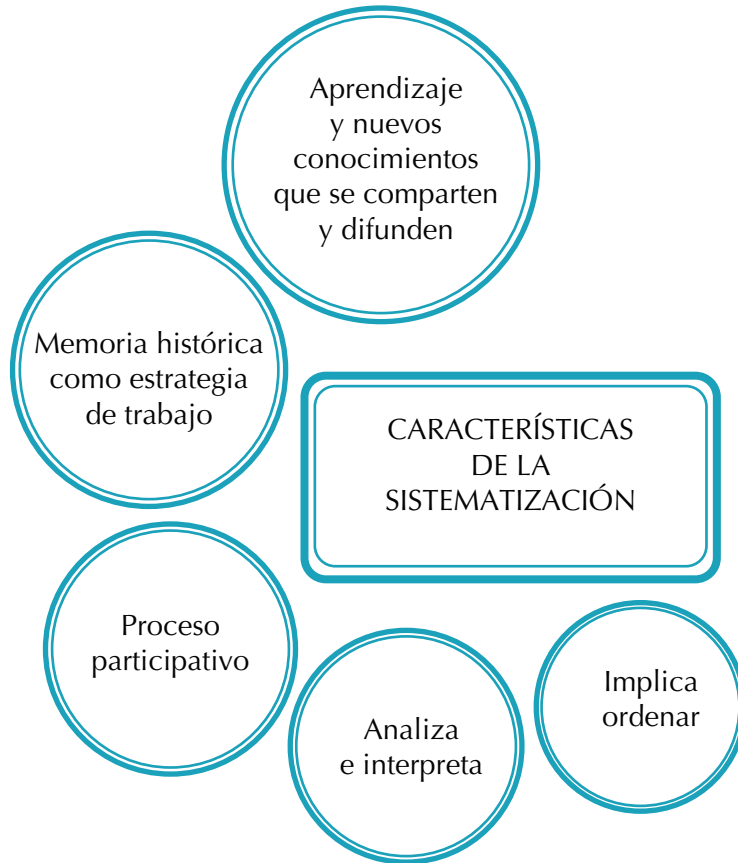 Aprendizaje
y nuevos
conocimientos
que se comparten
y difunden
Memoria histórica
como estrategia
de trabajo
CARACTERÍSTICAS
DE LA
SISTEMATIZACIÓN
Proceso
participativo
Analiza
e interpreta
Implica
ordenar